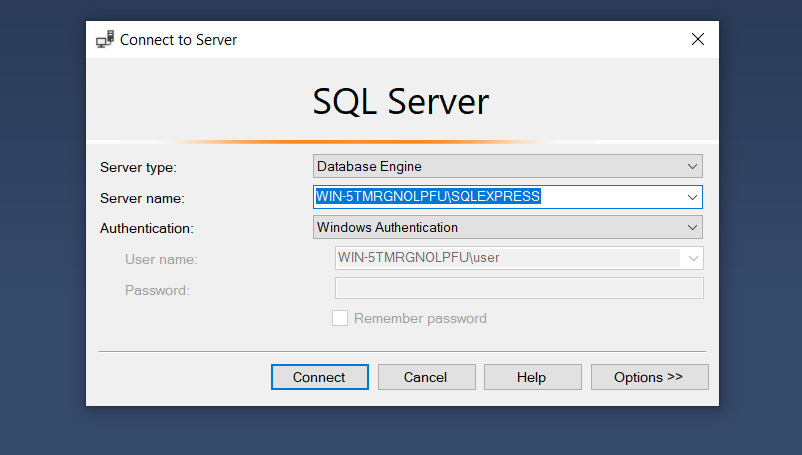 Connect to Server
SQL Server
Server type: Database Engine
Server name: WIN-5TMRGNOLPFU\SQLEXPRESS
Authentication: Windows Authentication
User name: WIN-5TMRGNOLPFU\user
Password:
Remember password
Connect Cancel Help Options >>